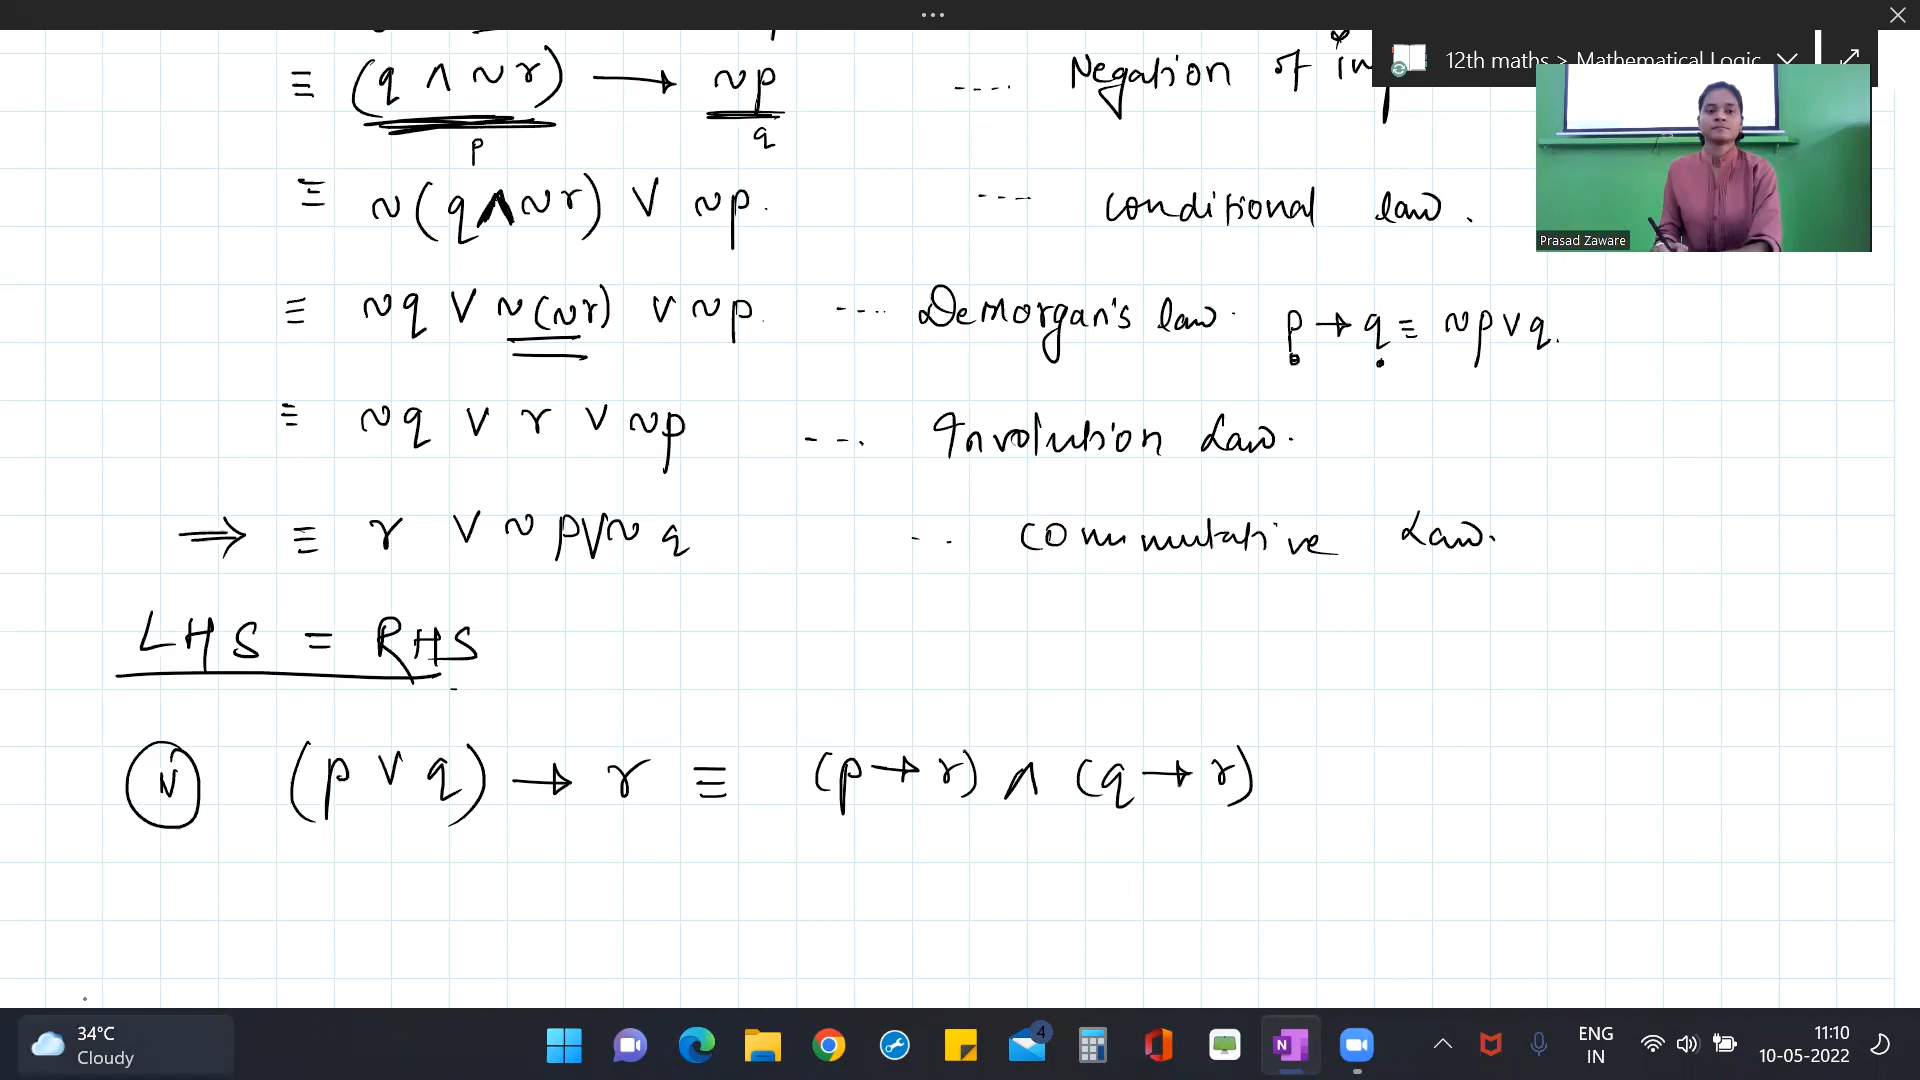 ≡ (q ∧ ~r) → ~p .... Negation of
p q
12th maths > Mathematical Logic
Prasad Zaware
≡ ~(q ∧ ~r) ∨ ~p. --- conditional law.
≡ ~q ∨ ~(~r) ∨ ~p. .... DeMorgan's law. p → q ≡ ~p ∨ q.
≡ ~q ∨ r ∨ ~p ---. Involution Law.
⇒ ≡ r ∨ ~p ∨ ~q .. commutative Law.
LHS = RHS
(p ∨ q) → r ≡ (p → r) ∧ (q → r)
34°C
Cloudy
4
ENG
IN
11:10
10-05-2022